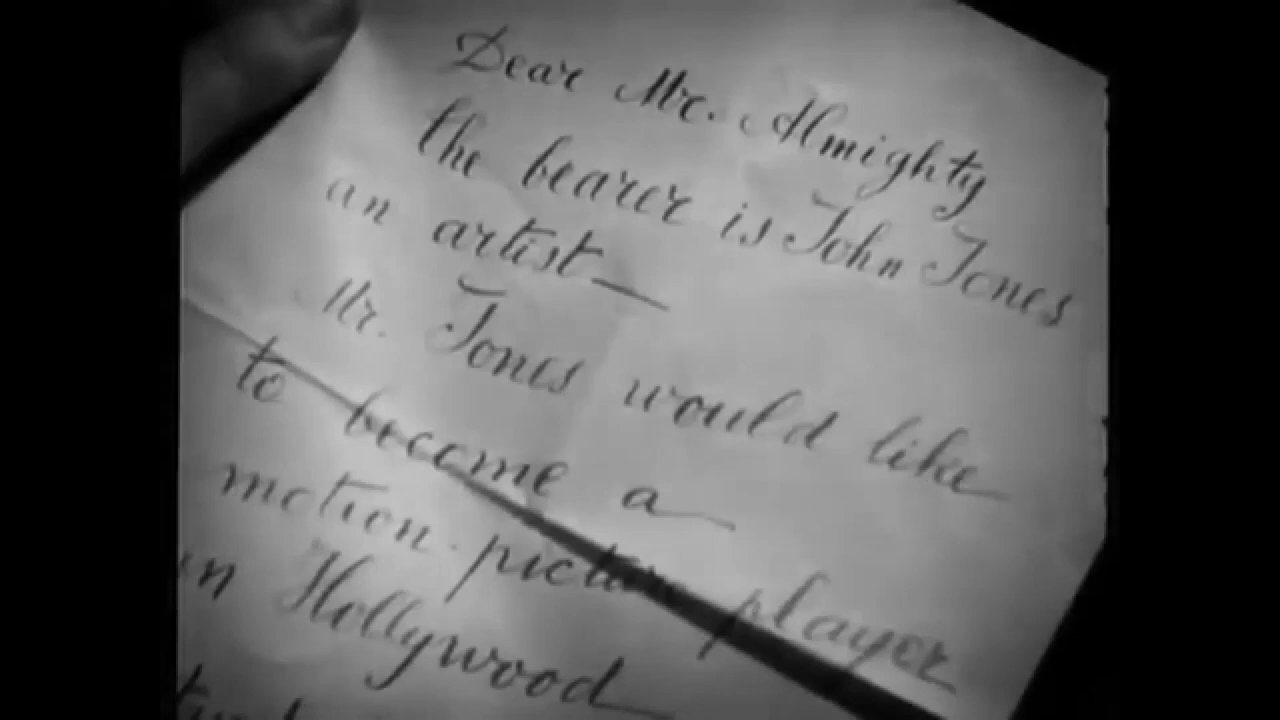 Dear Mr. Almighty
the bearer is John Jones
an artist—
Mr. Jones would like
to become a
motion-picture player
in Hollywood